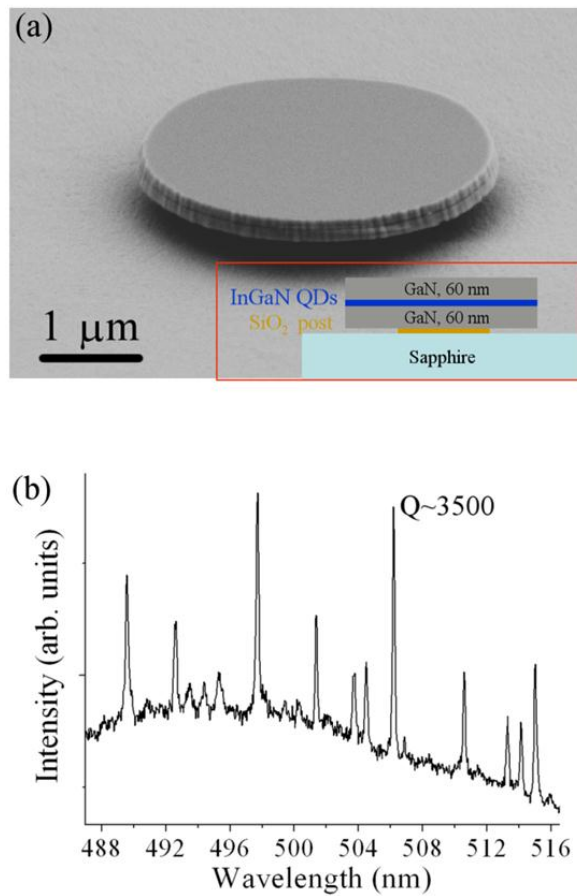 (a)
GaN, 60 nm
InGaN QDs
SiO₂ post
GaN, 60 nm
1 μm
Sapphire
(b)
Q~3500
Intensity (arb. units)
488 492 496 500 504 508 512 516
Wavelength (nm)